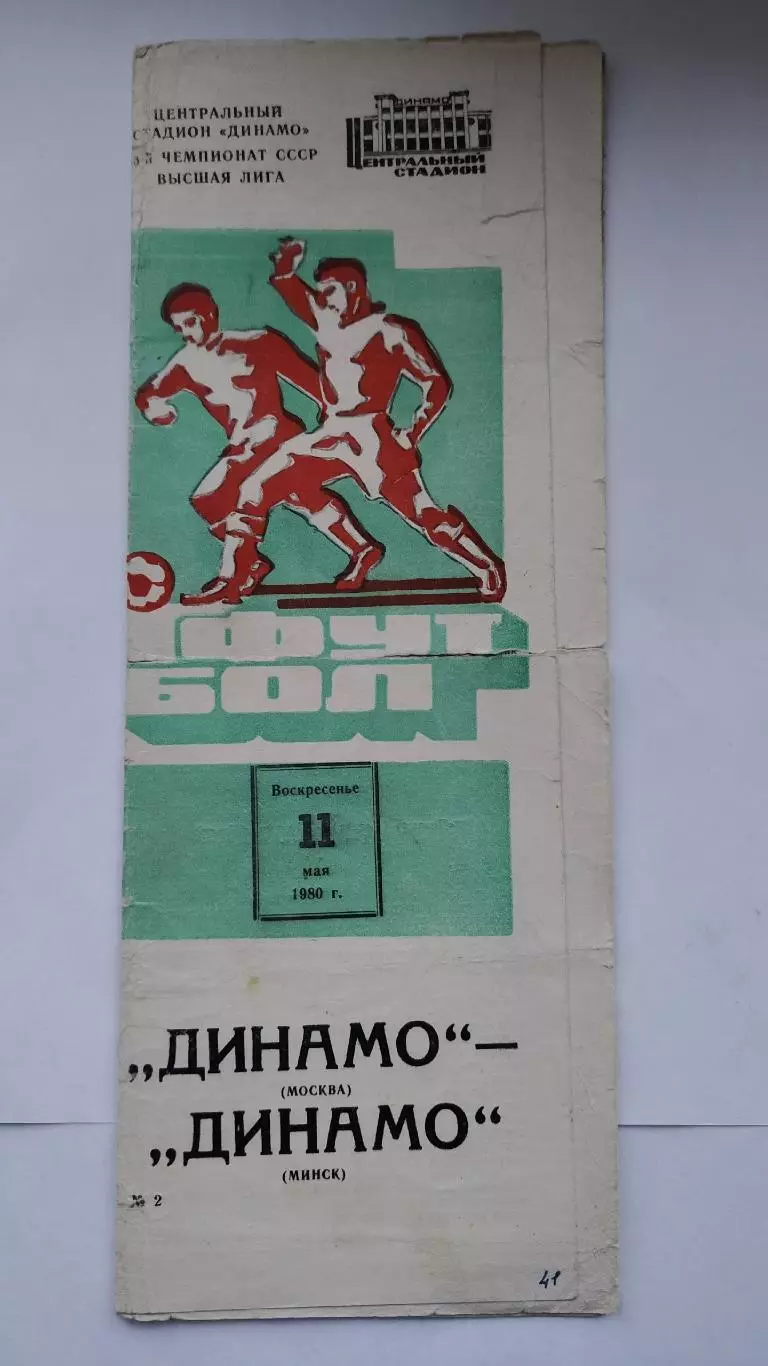 ЦЕНТРАЛЬНЫЙ
СТАДИОН «ДИНАМО»
ЧЕМПИОНАТ СССР
ВЫСШАЯ ЛИГА
ДИНАМО
ЦЕНТРАЛЬНЫЙ
СТАДИОН
ФУТ
БОЛ
Воскресенье
11
мая
1980 г.
„ДИНАМО“—
(МОСКВА)
„ДИНАМО“
(МИНСК)
№ 2
41